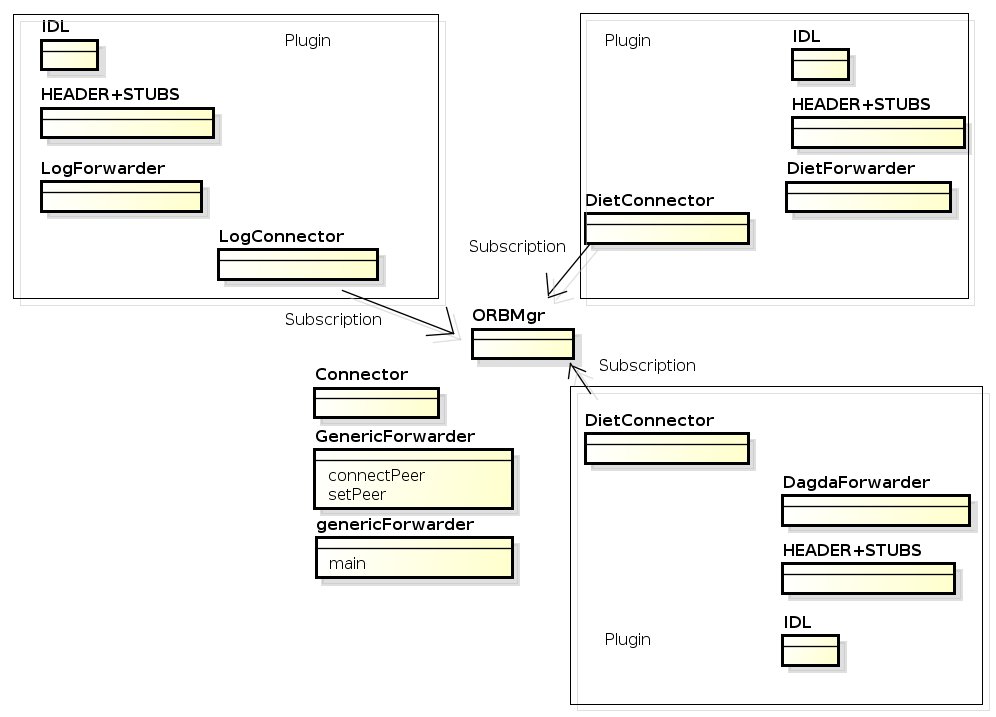 IDL
Plugin
HEADER+STUBS
LogForwarder
LogConnector
Subscription
Plugin
IDL
HEADER+STUBS
DietForwarder
DietConnector
Subscription
ORBMgr
Subscription
Connector
GenericForwarder
connectPeer
setPeer
genericForwarder
main
DietConnector
DagdaForwarder
HEADER+STUBS
IDL
Plugin